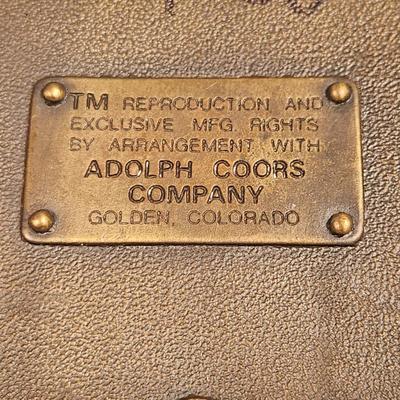 TM REPRODUCTION AND
EXCLUSIVE MFG. RIGHTS
BY ARRANGEMENT WITH
ADOLPH COORS
COMPANY
GOLDEN, COLORADO